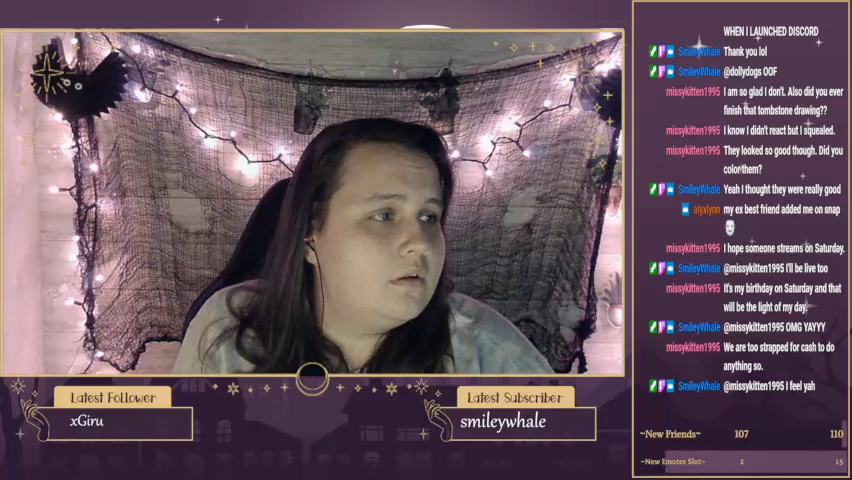 WHEN I LAUNCHED DISCORD
SmileyWhale Thank you lol
SmileyWhale @dollydogs OOF
missykitten1995 I am so glad I don't. Also did you ever
finish that tombstone drawing??
missykitten1995 I know I didn't react but I squealed.
missykitten1995 They looked so good though. Did you
color them?
SmileyWhale Yeah I thought they were really good
alyxlynn my ex best friend added me on snap
missykitten1995 I hope someone streams on Saturday.
SmileyWhale @missykitten1995 I'll be live too
missykitten1995 It's my birthday on Saturday and that
will be the light of my day.
SmileyWhale @missykitten1995 OMG YAYYY
missykitten1995 We are too strapped for cash to do
anything so.
SmileyWhale @missykitten1995 I feel yah
Latest Follower
xGiru
Latest Subscriber
smileywhale
~New Friends~ 107 110
~New Emotes Slot~ 2 15